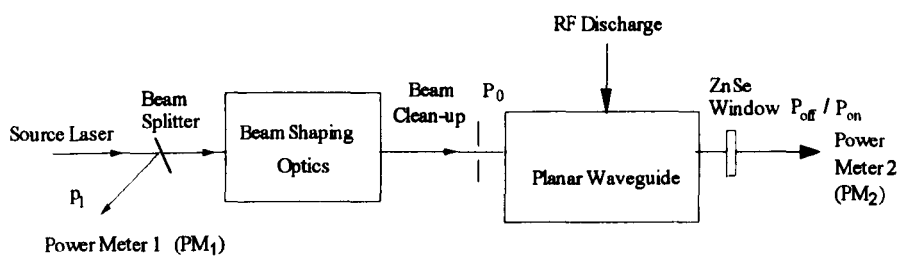 RF Discharge
Beam
Splitter
Source Laser
Beam Shaping
Optics
Beam
Clean-up
P0
Planar Waveguide
ZnSe
Window
Poff / Pon
Power
Meter 2
(PM2)
P1
Power Meter 1 (PM1)